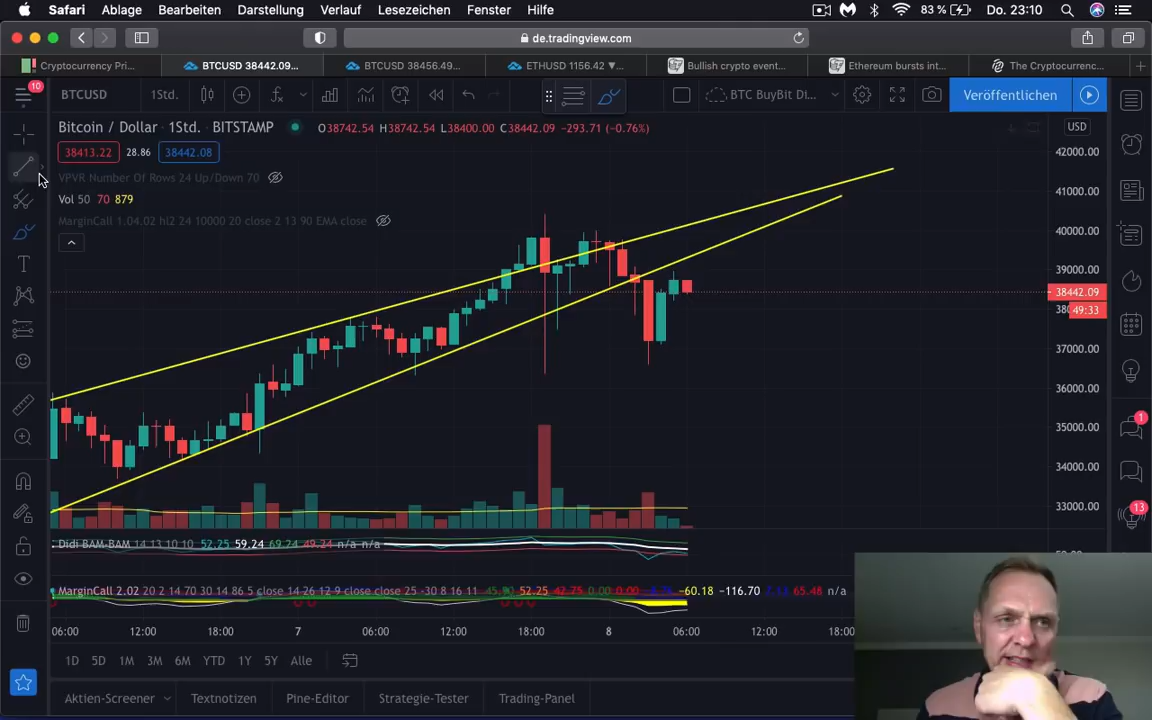 Safari Ablage Bearbeiten Darstellung Verlauf Lesezeichen Fenster Hilfe 83 % Do. 23:10
de.tradingview.com
Cryptocurrency Pri... BTCUSD 38442.09... BTCUSD 38456.49... ETHUSD 1156.42 ▼... Bullish crypto event... Ethereum bursts int... The Cryptocurrenc...
10 BTCUSD 1Std. BTC BuyBit Di... Veröffentlichen
Bitcoin / Dollar · 1Std. · BITSTAMP O38742.54 H38742.54 L38400.00 C38442.09 −293.71 (−0.76%) USD
38413.22 28.86 38442.08
42000.00
VPVR Number Of Rows 24 Up/Down 70
41000.00
Vol 50 70 879
MarginCall 1.04.02 hl2 24 10000 20 close 2 13 90 EMA close
40000.00
39000.00
38442.09
49:33
37000.00
36000.00
35000.00
1
34000.00
33000.00
13
Didi BAM-BAM 14 13 10 10 52.25 59.24 69.24 49.24 n/a n/a
MarginCall 2.02 20 2 14 70 30 14 86 5 close 14 26 12 9 close close 25 -30 8 16 11 52.25 42.75 0.00 0.00 −60.18 −116.70 65.48 n/a
06:00 12:00 18:00 7 06:00 12:00 18:00 8 06:00 12:00 18:00
1D 5D 1M 3M 6M YTD 1Y 5Y Alle
Aktien-Screener Textnotizen Pine-Editor Strategie-Tester Trading-Panel